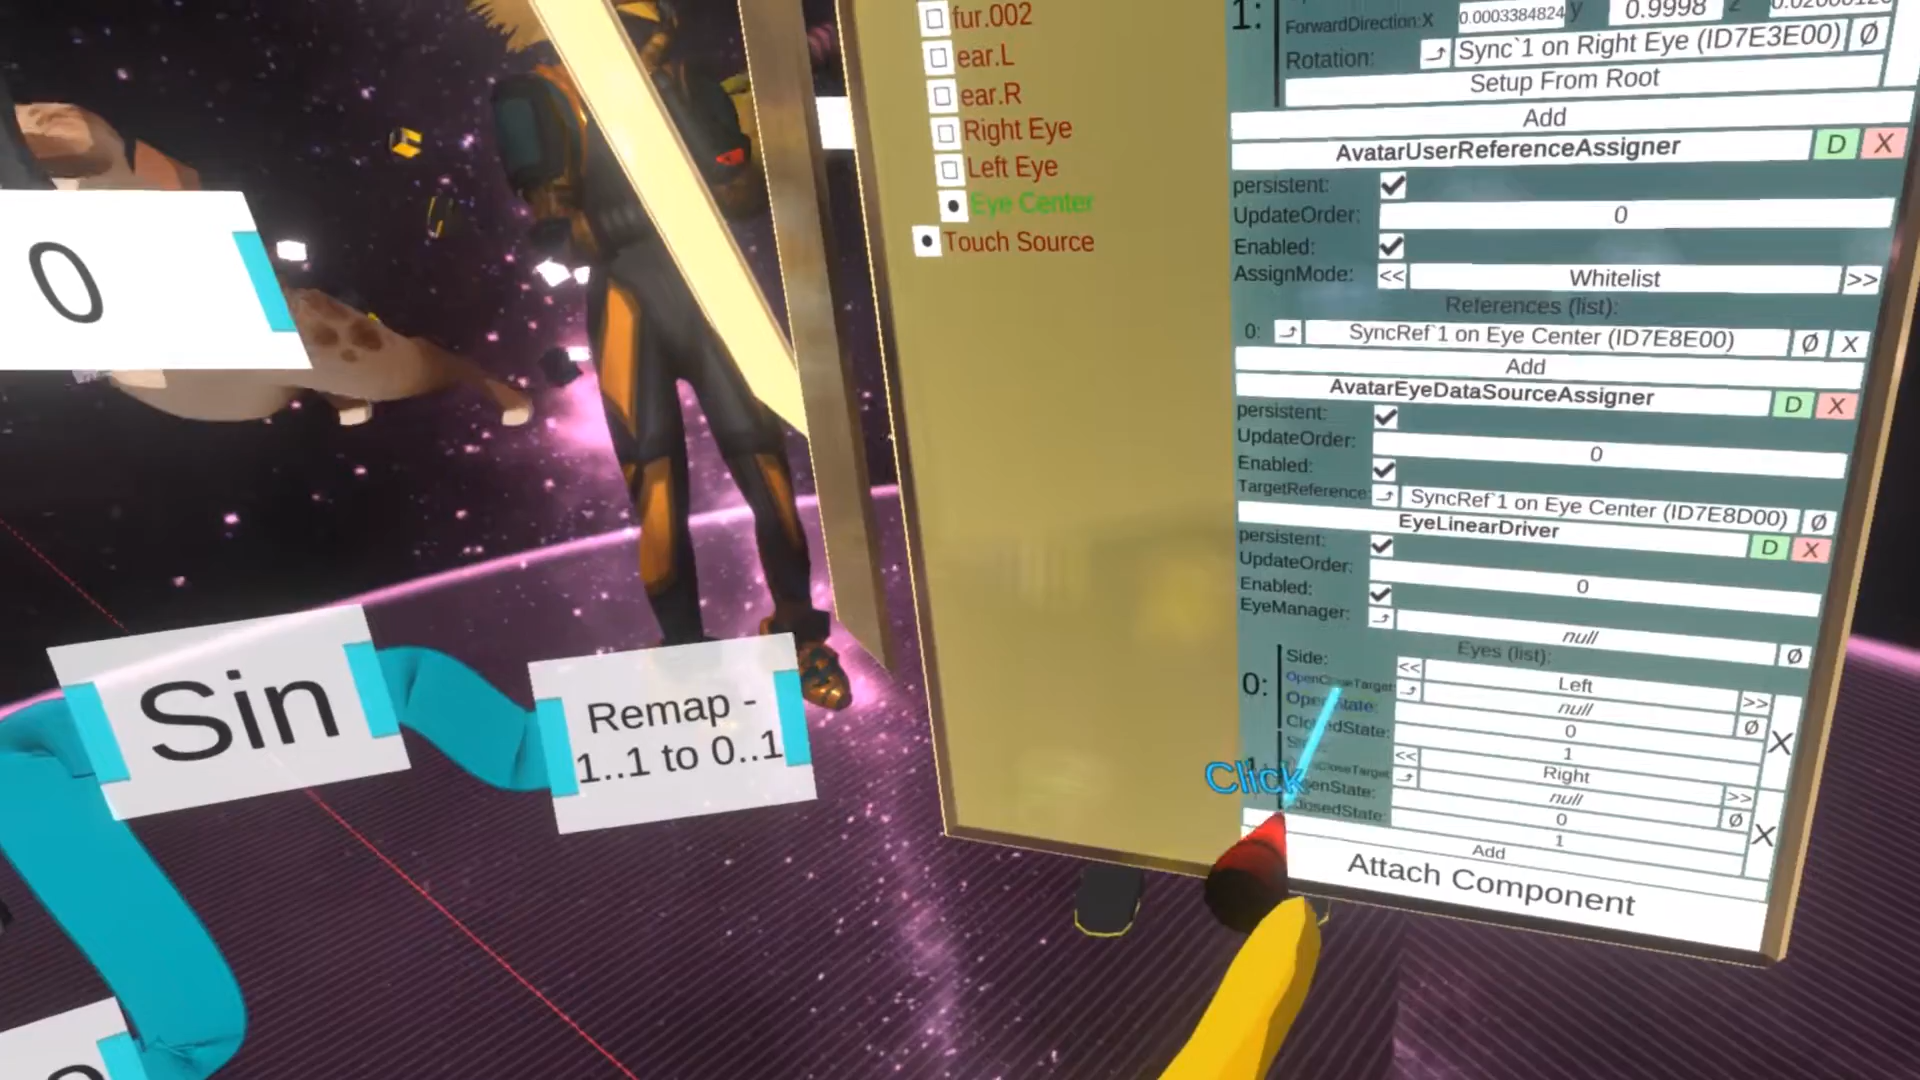 fur.002
ear.L
ear.R
Right Eye
Left Eye
Eye Center
Touch Source
0
Sin
Remap -
1..1 to 0..1
Click
1:
ForwardDirection:X 0.0003384824 y 0.9998 z
Rotation: Sync`1 on Right Eye (ID7E3E00) Ø
Setup From Root
Add
AvatarUserReferenceAssigner D X
persistent:
UpdateOrder: 0
Enabled:
AssignMode: << Whitelist >>
References (list):
0: SyncRef`1 on Eye Center (ID7E8E00) Ø X
Add
AvatarEyeDataSourceAssigner D X
persistent:
UpdateOrder: 0
Enabled:
TargetReference: SyncRef`1 on Eye Center (ID7E8D00) Ø
EyeLinearDriver D X
persistent:
UpdateOrder: 0
Enabled:
EyeManager: null Ø
Eyes (list):
0: Side: << Left >>
OpenCloseTarget: null Ø
OpenState: 0
ClosedState: 1 X
<< Right >>
null Ø
0
ClosedState: 1 X
Add
Attach Component